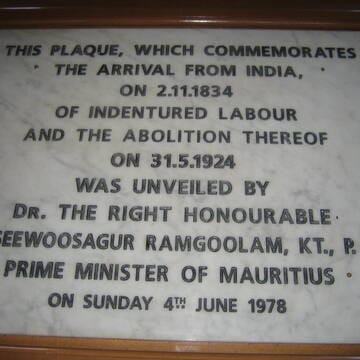 THIS PLAQUE, WHICH COMMEMORATES
THE ARRIVAL FROM INDIA,
ON 2.11.1834
OF INDENTURED LABOUR
AND THE ABOLITION THEREOF
ON 31.5.1924
WAS UNVEILED BY
DR. THE RIGHT HONOURABLE
SEEWOOSAGUR RAMGOOLAM, KT., P.
PRIME MINISTER OF MAURITIUS
ON SUNDAY 4TH JUNE 1978